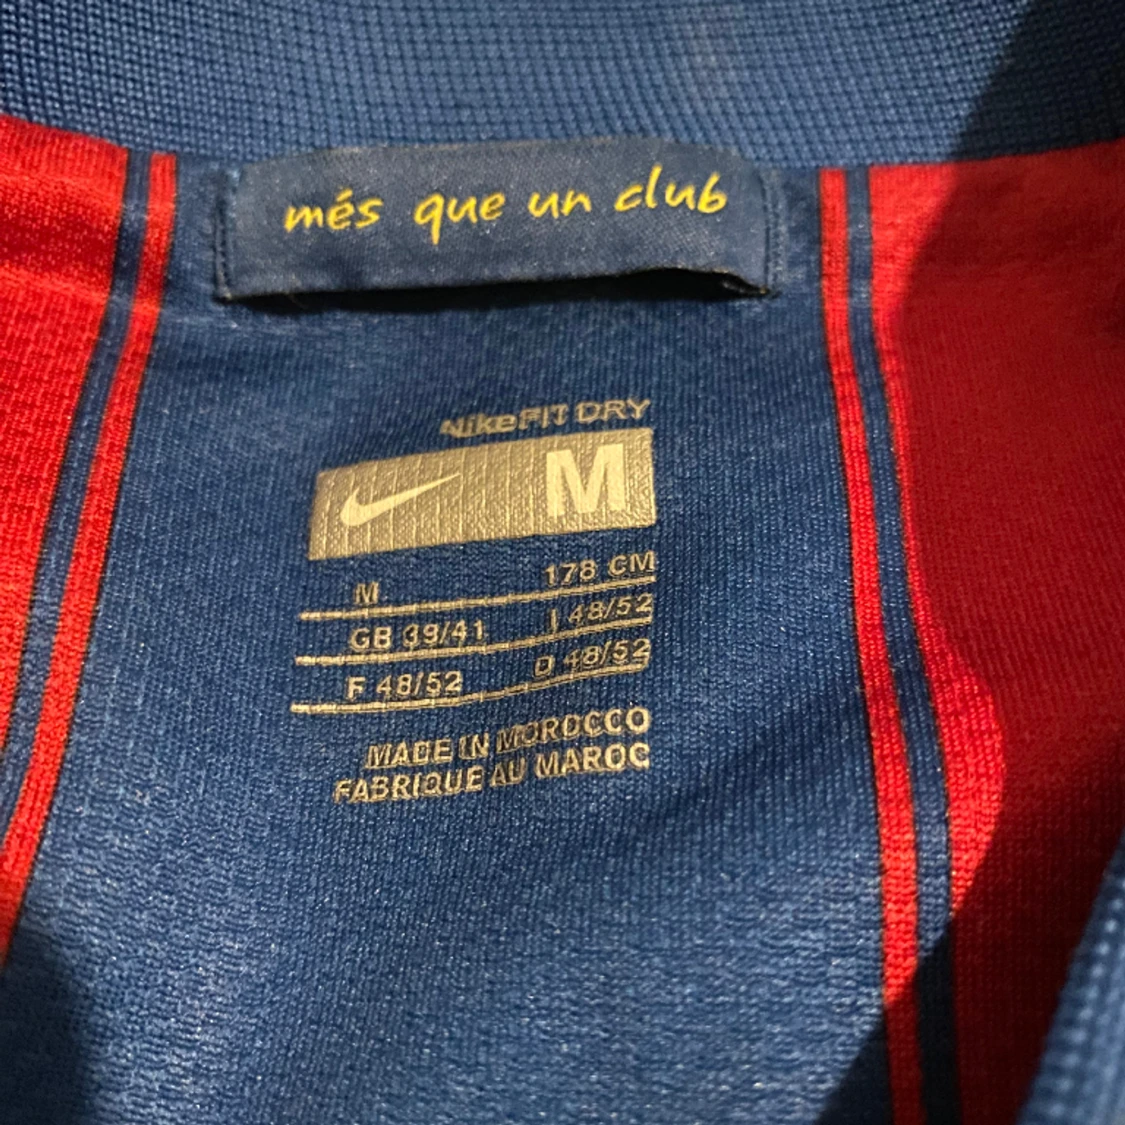 més que un club
NikeFIT DRY
M
M 178 CM
GB 39/41 I 48/52
F 48/52 D 48/52
MADE IN MOROCCO
FABRIQUE AU MAROC